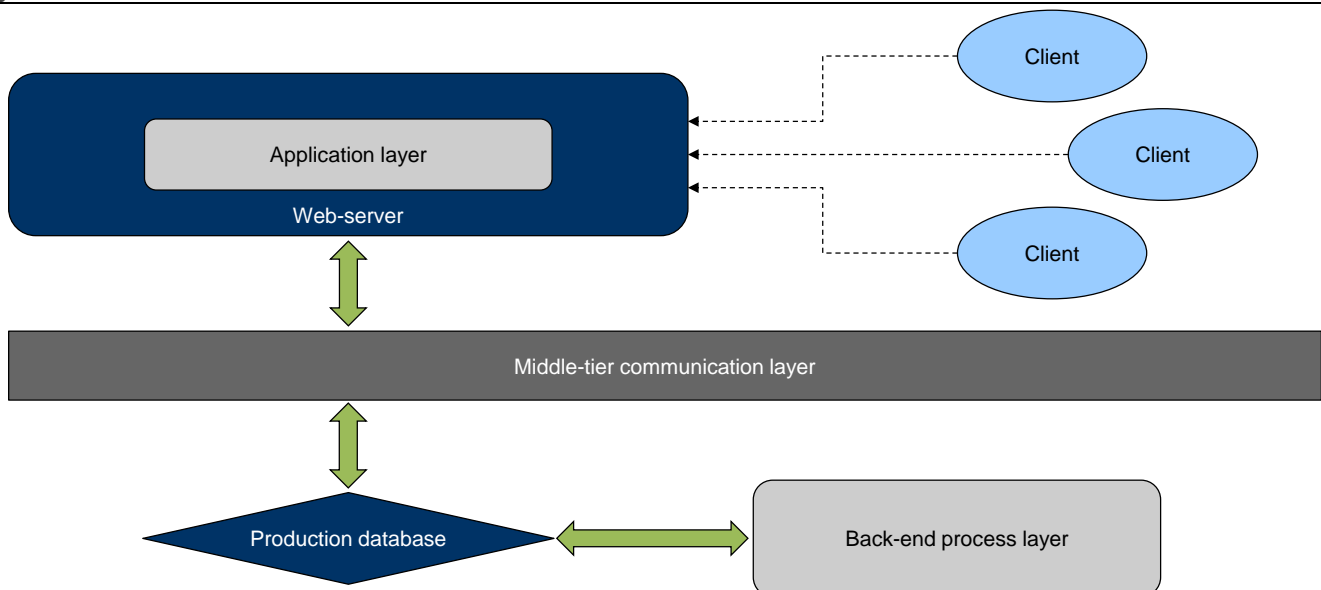 Client
Application layer
Client
Web-server
Client
Middle-tier communication layer
Production database
Back-end process layer